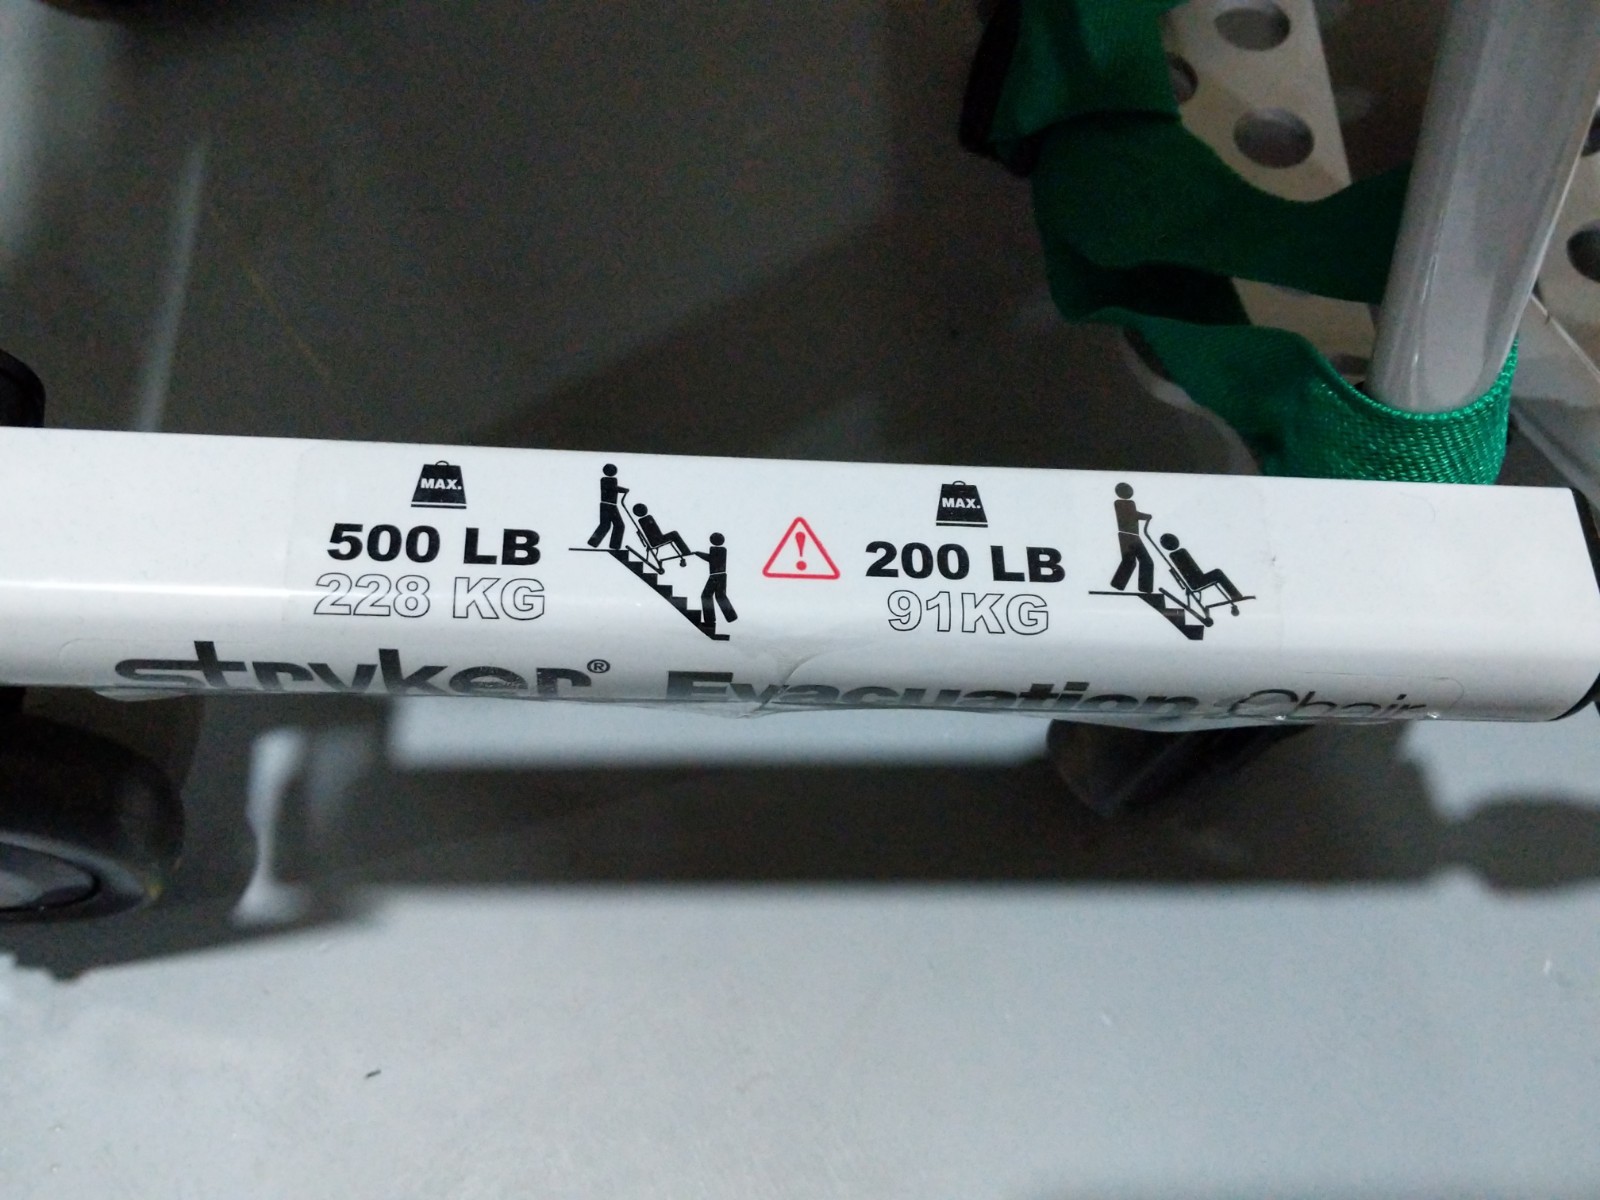 MAX.
500 LB
228 KG
MAX.
200 LB
91KG
stryker® Evacuation Chair